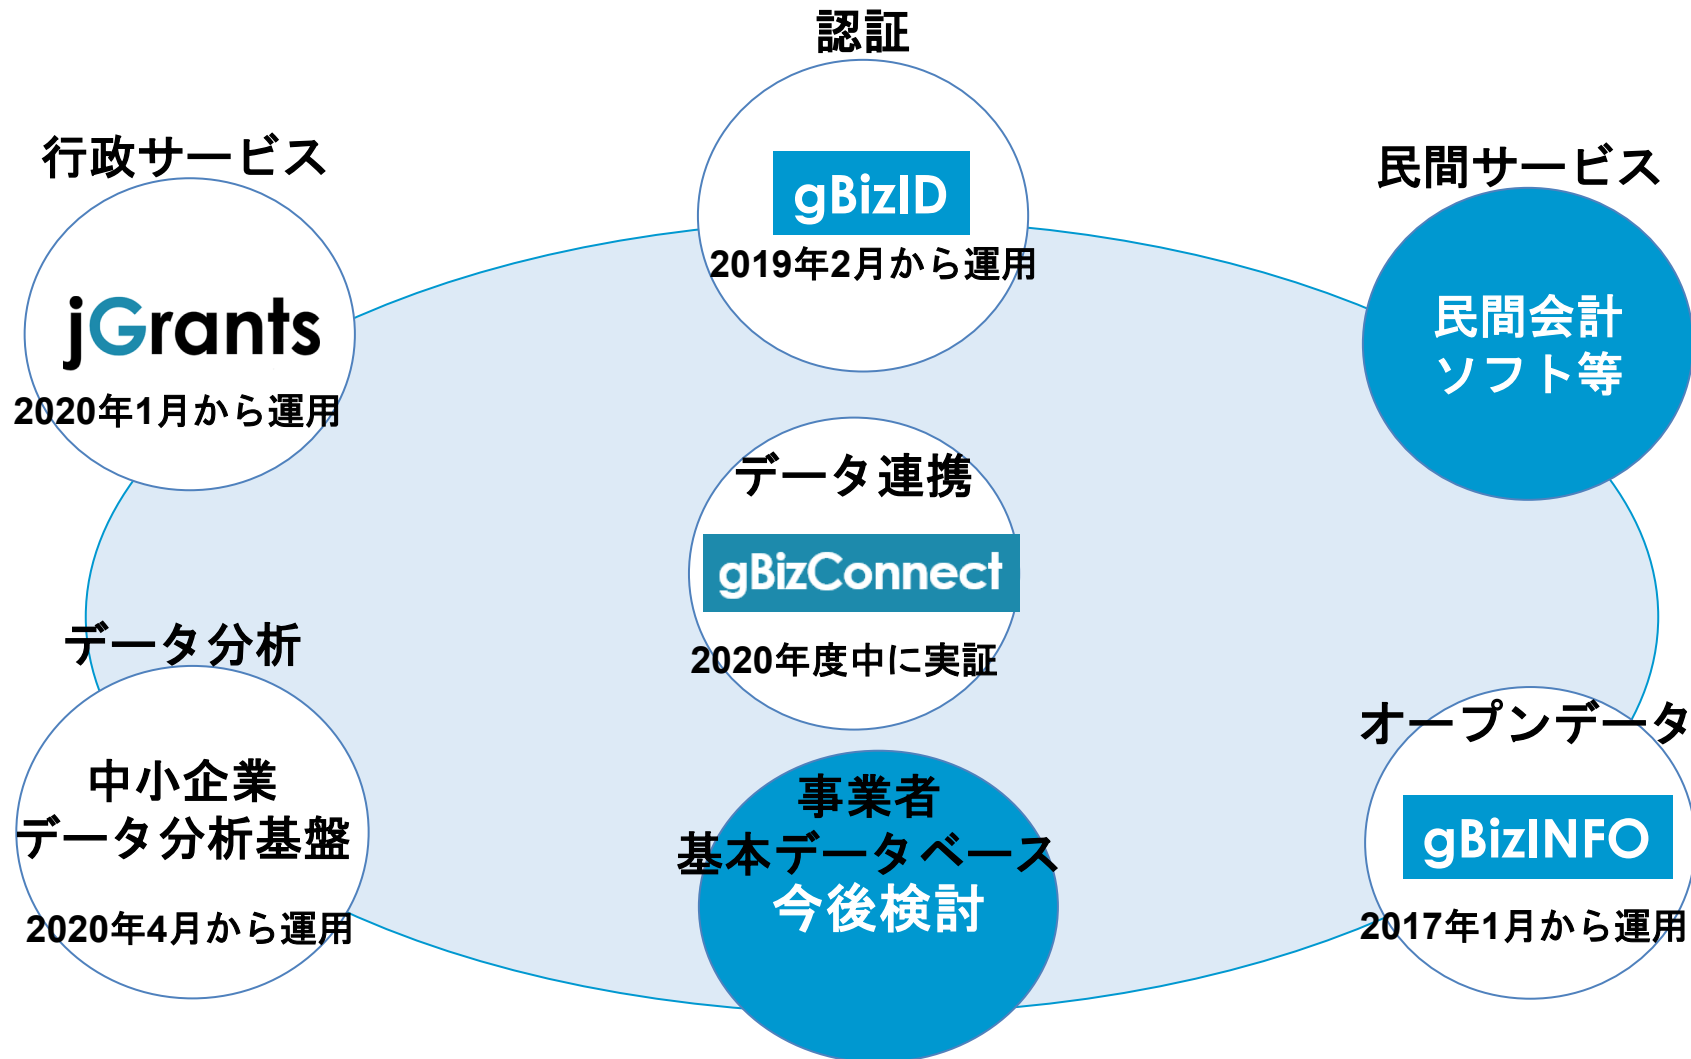 認証
gBizID
2019年2月から運用
行政サービス
jGrants
2020年1月から運用
民間サービス
民間会計
ソフト等
データ連携
gBizConnect
2020年度中に実証
データ分析
中小企業
データ分析基盤
2020年4月から運用
事業者
基本データベース
今後検討
オープンデータ
gBizINFO
2017年1月から運用